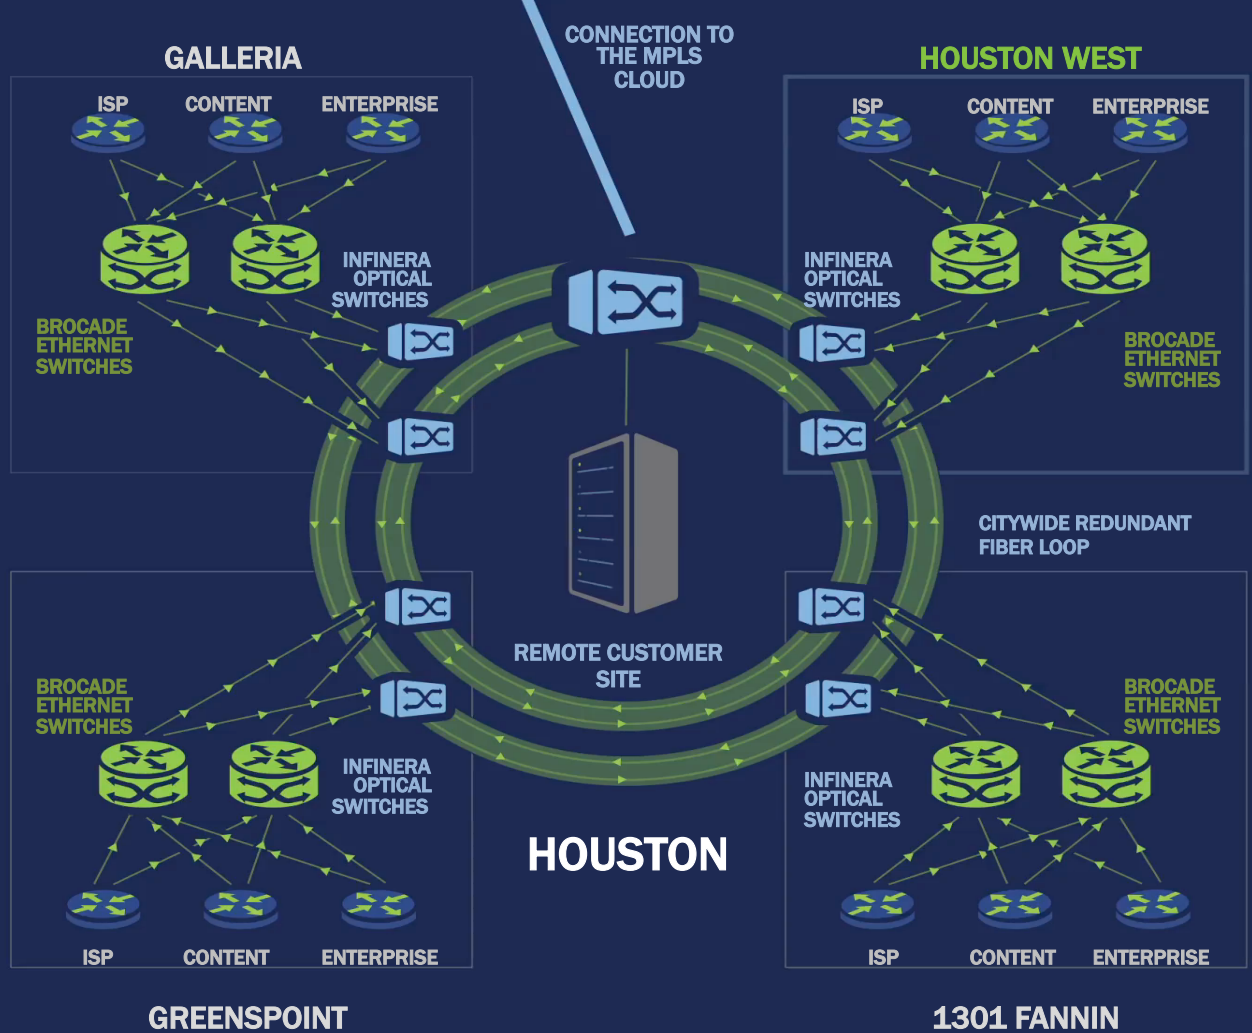 CONNECTION TO
THE MPLS
CLOUD
GALLERIA
ISP
CONTENT
ENTERPRISE
INFINERA
OPTICAL
SWITCHES
BROCADE
ETHERNET
SWITCHES
HOUSTON WEST
ISP
CONTENT
ENTERPRISE
INFINERA
OPTICAL
SWITCHES
BROCADE
ETHERNET
SWITCHES
CITYWIDE REDUNDANT
FIBER LOOP
REMOTE CUSTOMER
SITE
BROCADE
ETHERNET
SWITCHES
INFINERA
OPTICAL
SWITCHES
ISP
CONTENT
ENTERPRISE
GREENSPOINT
HOUSTON
BROCADE
ETHERNET
SWITCHES
INFINERA
OPTICAL
SWITCHES
ISP
CONTENT
ENTERPRISE
1301 FANNIN